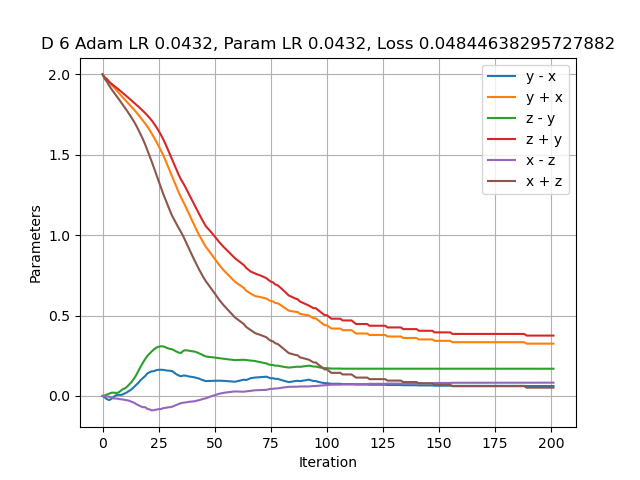 D 6 Adam LR 0.0432, Param LR 0.0432, Loss 0.04844638295727882
y - x
y + x
z - y
z + y
x - z
x + z
2.0
1.5
1.0
0.5
0.0
Parameters
0 25 50 75 100 125 150 175 200
Iteration